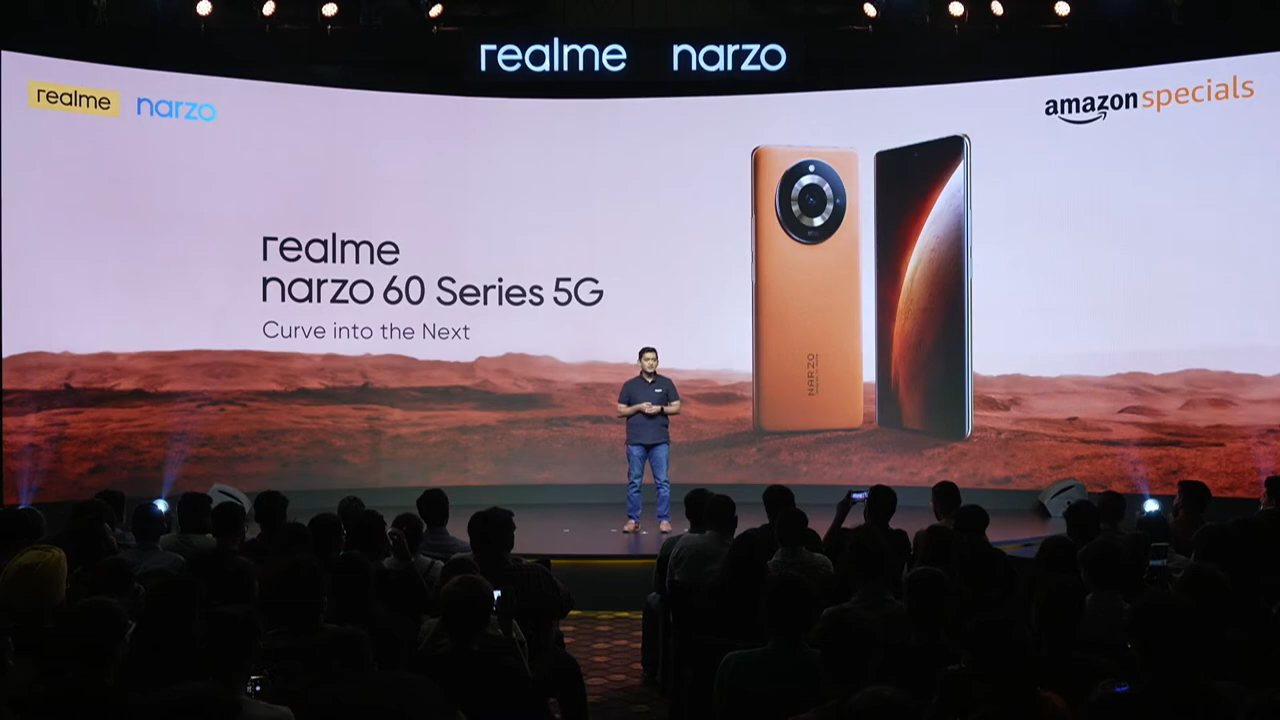 realme narzo
realme narzo
amazon specials
realme
narzo 60 Series 5G
Curve into the Next
NARZO